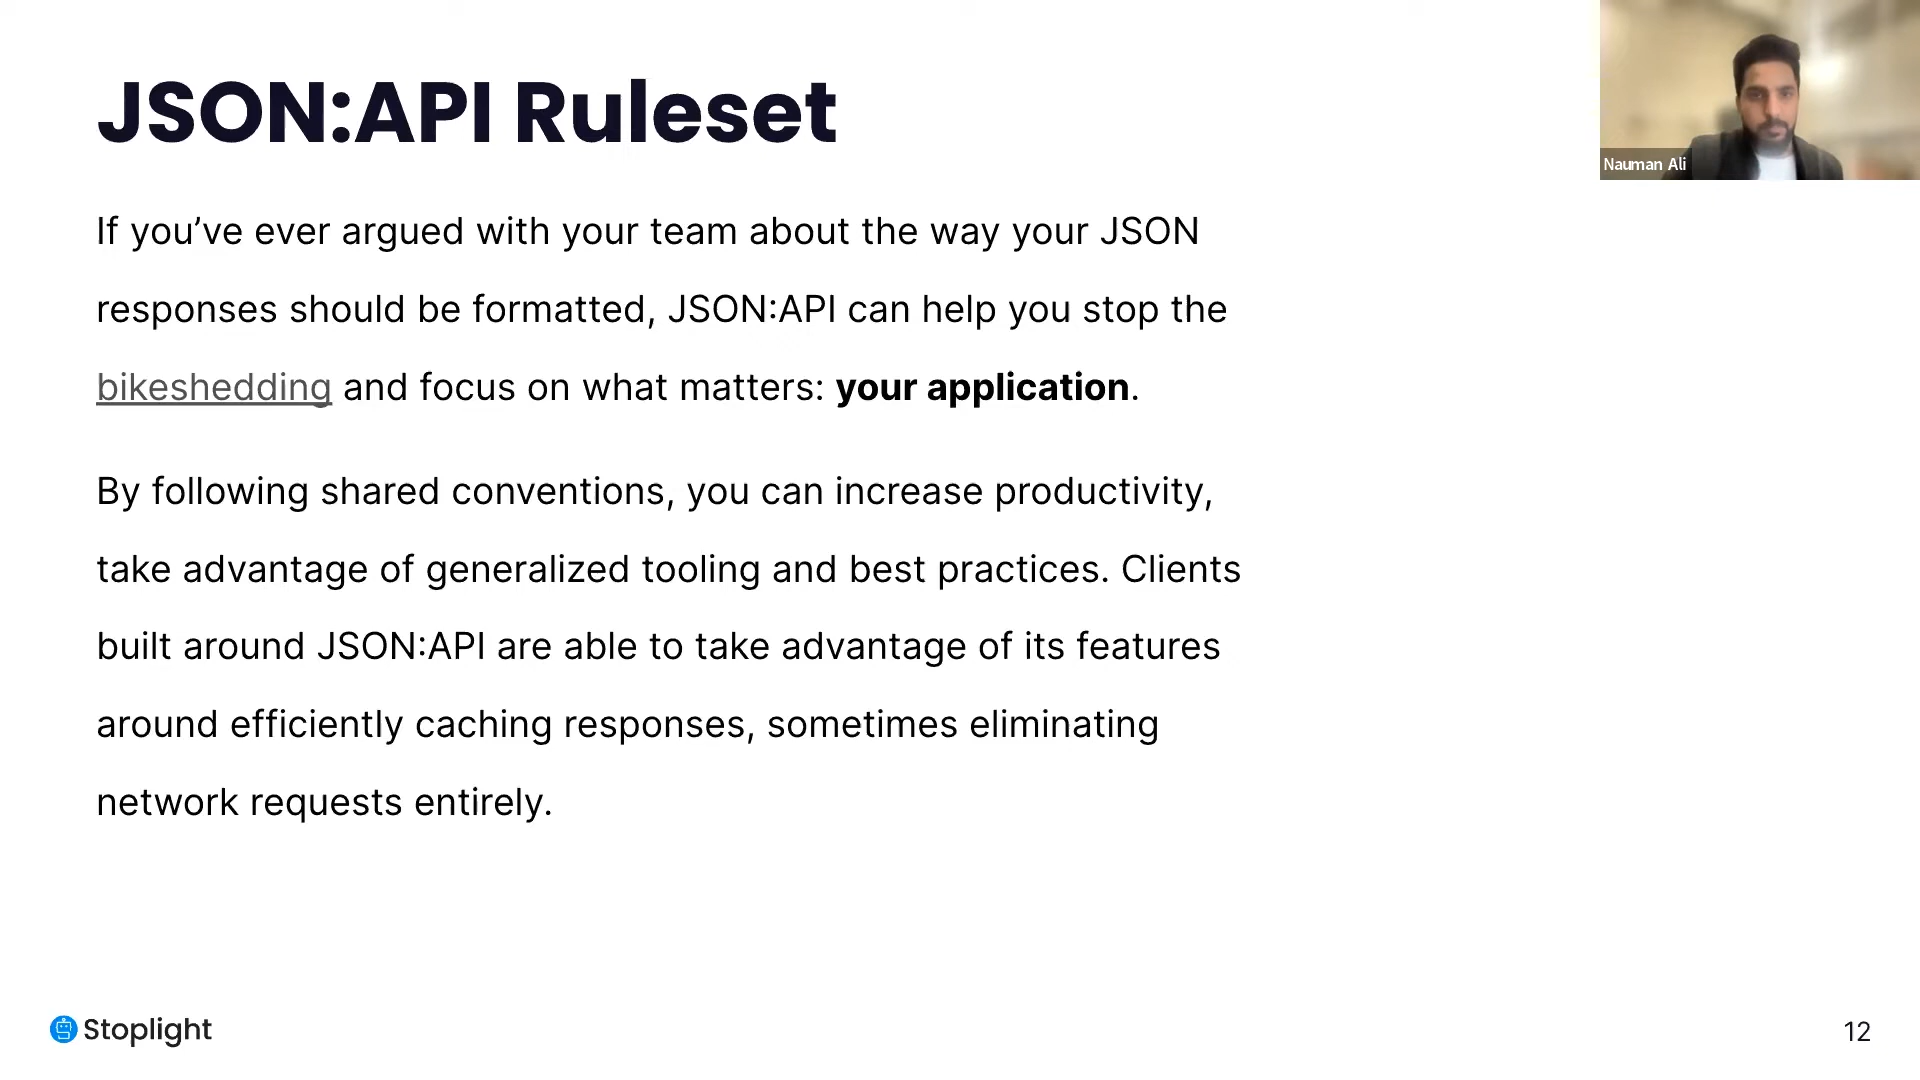 JSON:API Ruleset
Nauman Ali
If you’ve ever argued with your team about the way your JSON
responses should be formatted, JSON:API can help you stop the
bikeshedding and focus on what matters: your application.
By following shared conventions, you can increase productivity,
take advantage of generalized tooling and best practices. Clients
built around JSON:API are able to take advantage of its features
around efficiently caching responses, sometimes eliminating
network requests entirely.
Stoplight
12